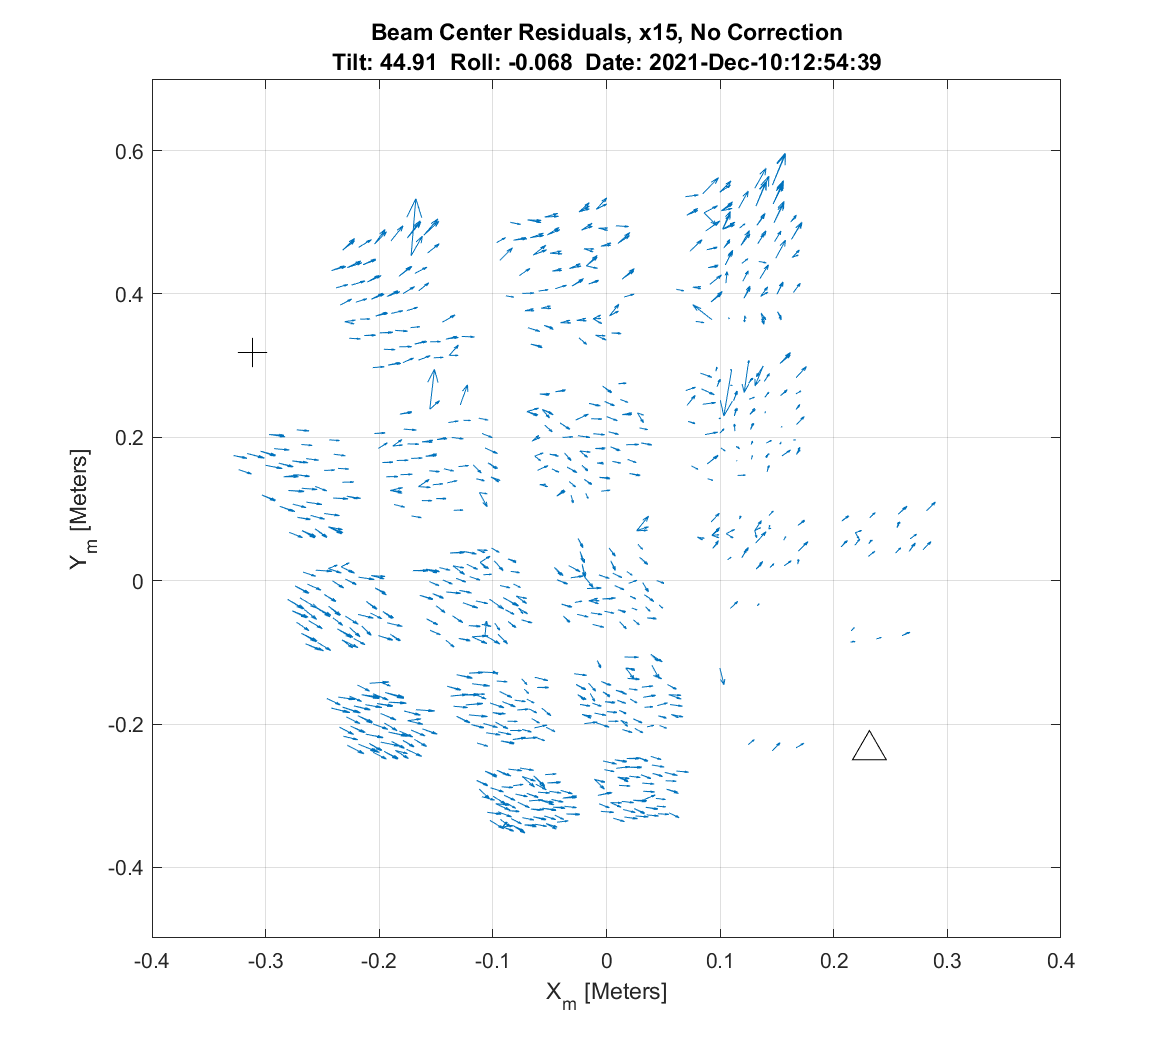 Beam Center Residuals, x15, No Correction
Tilt: 44.91  Roll: -0.068  Date: 2021-Dec-10:12:54:39
Y_m [Meters]
0.6
0.4
0.2
0
-0.2
-0.4
-0.4 -0.3 -0.2 -0.1 0 0.1 0.2 0.3 0.4
X_m [Meters]